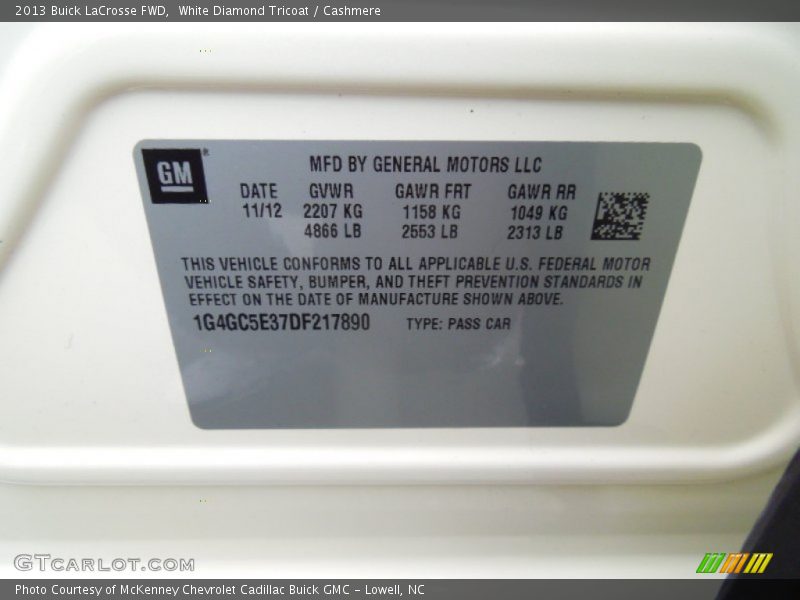 2013 Buick LaCrosse FWD, White Diamond Tricoat / Cashmere
GM
MFD BY GENERAL MOTORS LLC
DATE GVWR GAWR FRT GAWR RR
11/12 2207 KG 1158 KG 1049 KG
4866 LB 2553 LB 2313 LB
THIS VEHICLE CONFORMS TO ALL APPLICABLE U.S. FEDERAL MOTOR
VEHICLE SAFETY, BUMPER, AND THEFT PREVENTION STANDARDS IN
EFFECT ON THE DATE OF MANUFACTURE SHOWN ABOVE.
1G4GC5E37DF217890 TYPE: PASS CAR
GTCARLOT.COM
Photo Courtesy of McKenney Chevrolet Cadillac Buick GMC - Lowell, NC